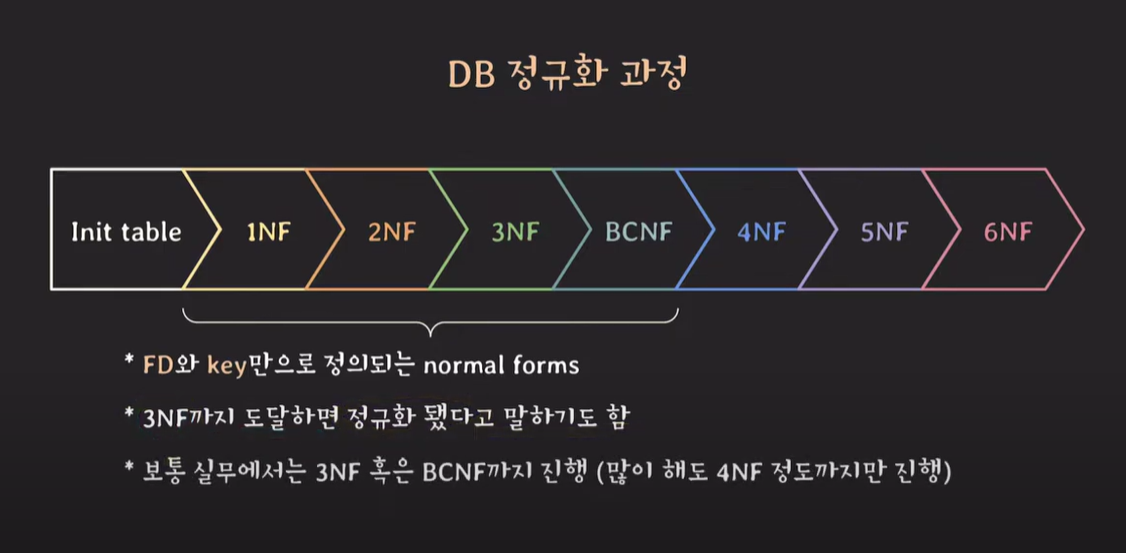 DB 정규화 과정
Init table 1NF 2NF 3NF BCNF 4NF 5NF 6NF
* FD와 key만으로 정의되는 normal forms
* 3NF까지 도달하면 정규화 됐다고 말하기도 함
* 보통 실무에서는 3NF 혹은 BCNF까지 진행 (많이 해도 4NF 정도까지만 진행)